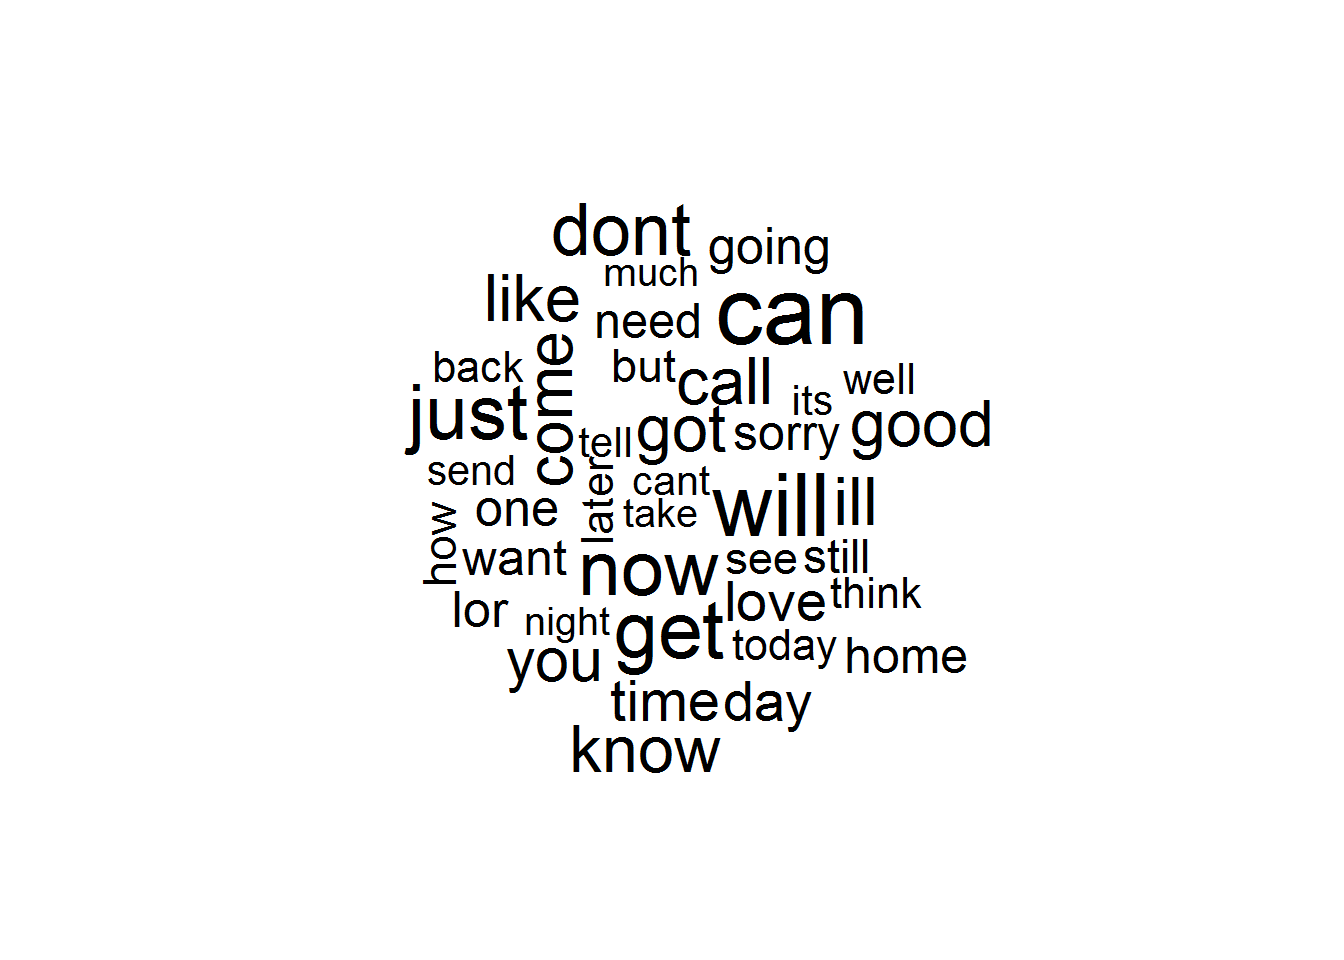 dont going
much
like need can
back come but call its well
just tell got sorry good
send later cant will ill
one take
how want now see still
lor night get love think
you today home
time day
know